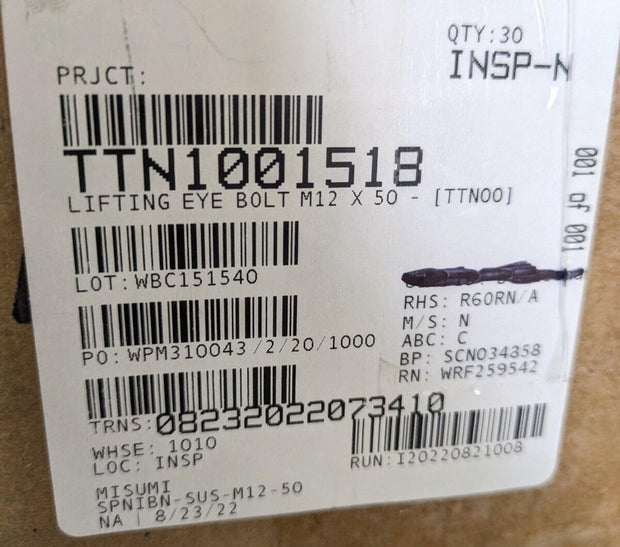 QTY:30
INSP-N
PRJCT:
TTN1001518
LIFTING EYE BOLT M12 X 50 - [TTN00]
001 of 001
LOT: WBC151540
RHS: R60RN/A
M/S: N
ABC: C
BP: SCN034858
RN: WRF259542
PO: WPM310043/2/20/1000
TRNS: 08232022073410
WHSE: 1010
LOC: INSP
RUN: I20220821008
MISUMI
SPNIBN-SUS-M12-50
NA | 8/23/22